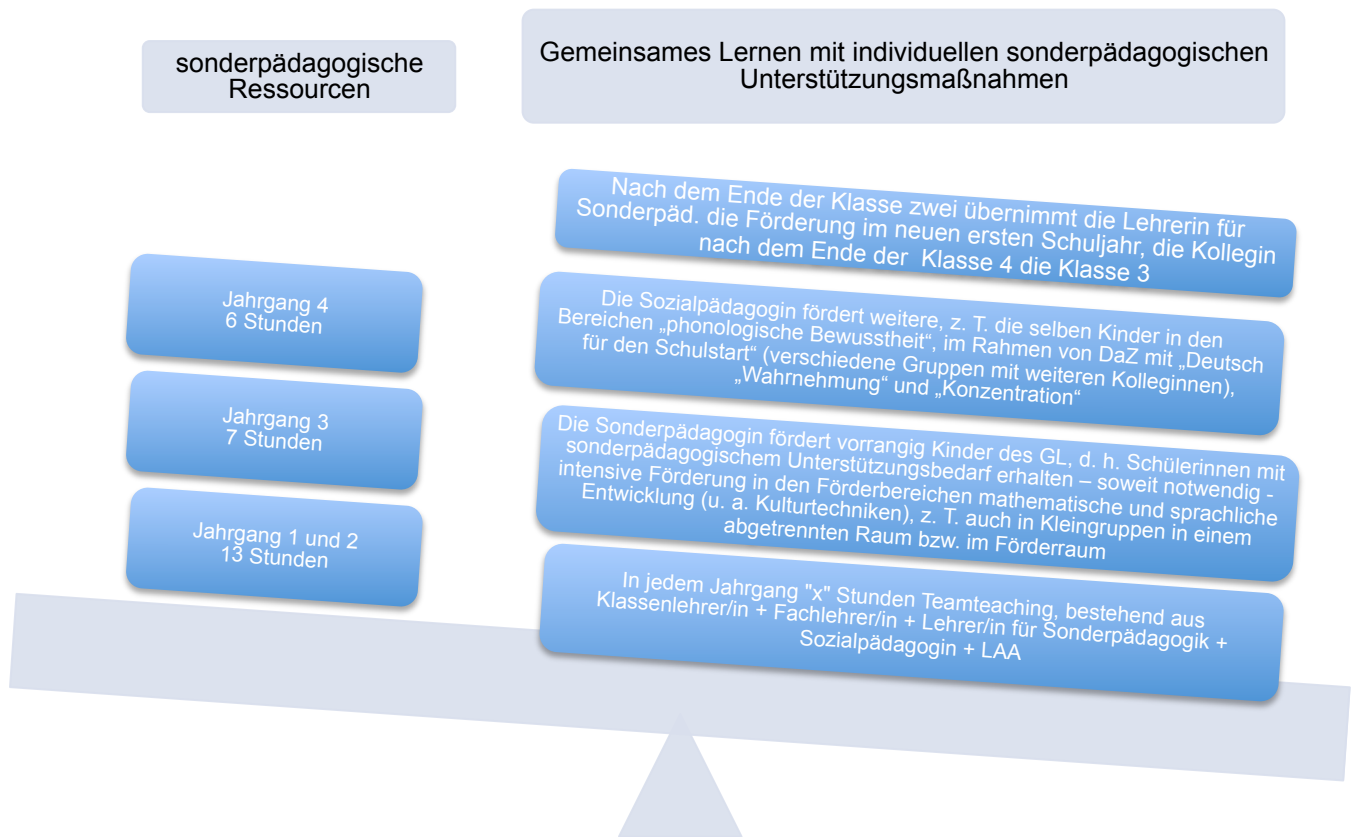 sonderpädagogische
Ressourcen
Gemeinsames Lernen mit individuellen sonderpädagogischen
Unterstützungsmaßnahmen
Jahrgang 4
6 Stunden
Jahrgang 3
7 Stunden
Jahrgang 1 und 2
13 Stunden
Nach dem Ende der Klasse zwei übernimmt die Lehrerin für
Sonderpäd. die Förderung im neuen ersten Schuljahr, die Kollegin
nach dem Ende der Klasse 4 die Klasse 3
Die Sozialpädagogin fördert weitere, z. T. die selben Kinder in den
Bereichen „phonologische Bewusstheit“, im Rahmen von DaZ mit „Deutsch
für den Schulstart“ (verschiedene Gruppen mit weiteren Kolleginnen),
„Wahrnehmung“ und „Konzentration“
Die Sonderpädagogin fördert vorrangig Kinder des GL, d. h. Schülerinnen mit
sonderpädagogischem Unterstützungsbedarf erhalten – soweit notwendig -
intensive Förderung in den Förderbereichen mathematische und sprachliche
Entwicklung (u. a. Kulturtechniken), z. T. auch in Kleingruppen in einem
abgetrennten Raum bzw. im Förderraum
In jedem Jahrgang "x" Stunden Teamteaching, bestehend aus
Klassenlehrer/in + Fachlehrer/in + Lehrer/in für Sonderpädagogik +
Sozialpädagogin + LAA